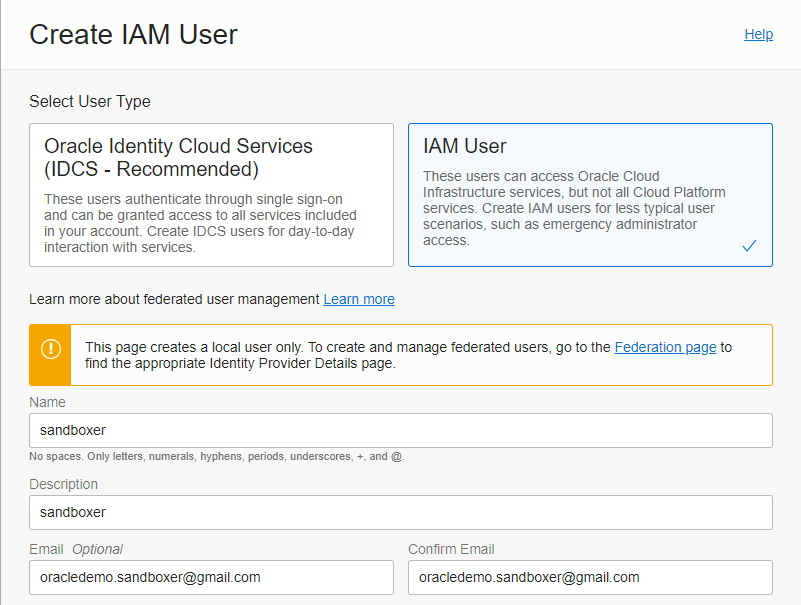 Create IAM User
Help
Select User Type
Oracle Identity Cloud Services
(IDCS - Recommended)
These users authenticate through single sign-on
and can be granted access to all services included
in your account. Create IDCS users for day-to-day
interaction with services.
IAM User
These users can access Oracle Cloud
Infrastructure services, but not all Cloud Platform
services. Create IAM users for less typical user
scenarios, such as emergency administrator
access.
Learn more about federated user management Learn more
This page creates a local user only. To create and manage federated users, go to the Federation page to
find the appropriate Identity Provider Details page.
Name
sandboxer
No spaces. Only letters, numerals, hyphens, periods, underscores, +, and @.
Description
sandboxer
Email Optional
Confirm Email
oracledemo.sandboxer@gmail.com
oracledemo.sandboxer@gmail.com